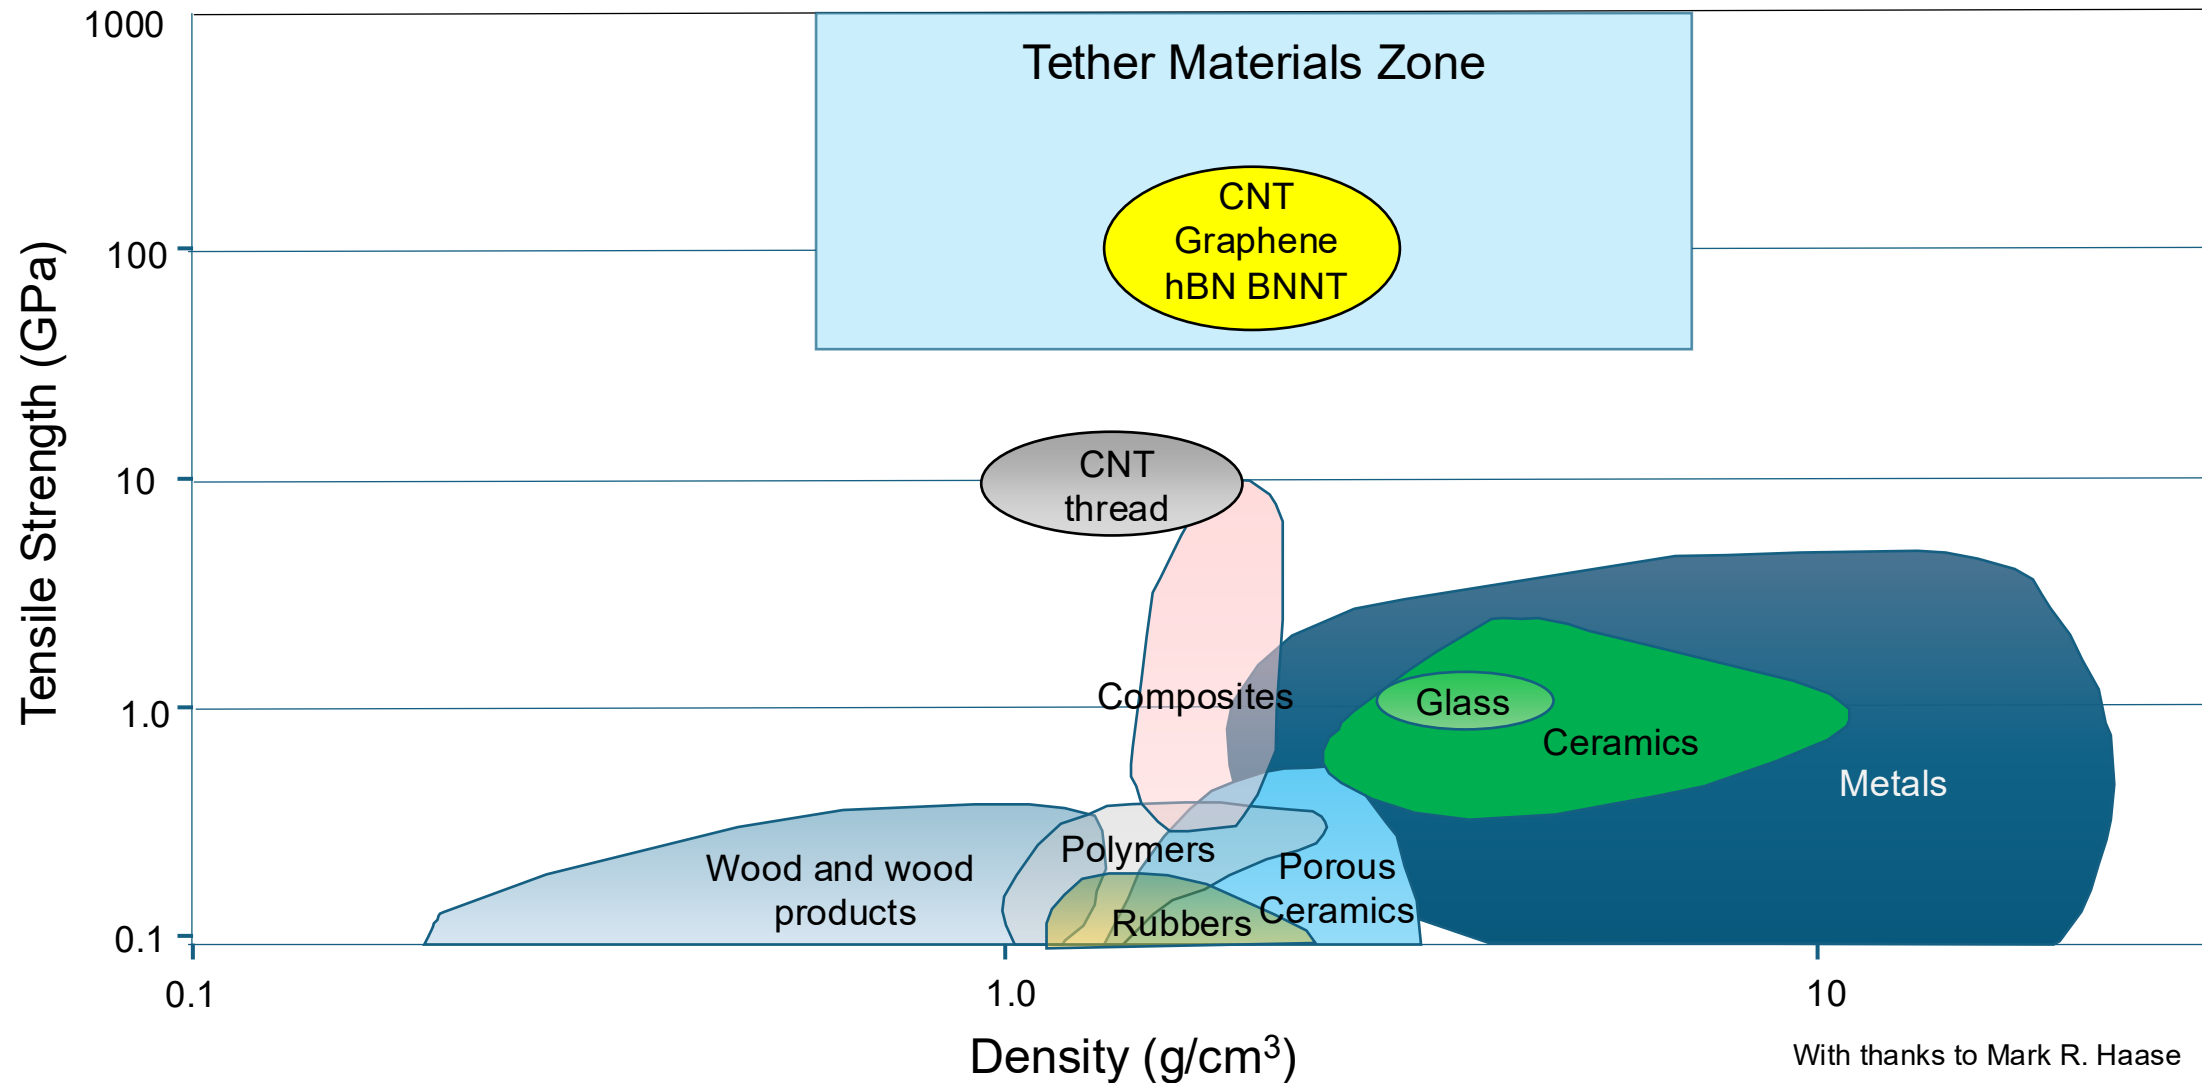 1000
Tether Materials Zone
CNT
Graphene
hBN BNNT
100
Tensile Strength (GPa)
CNT
thread
10
Composites
Glass
1.0
Ceramics
Metals
Polymers
Wood and wood
products
Porous
Ceramics
Rubbers
0.1
0.1
1.0
10
Density (g/cm³)
With thanks to Mark R. Haase